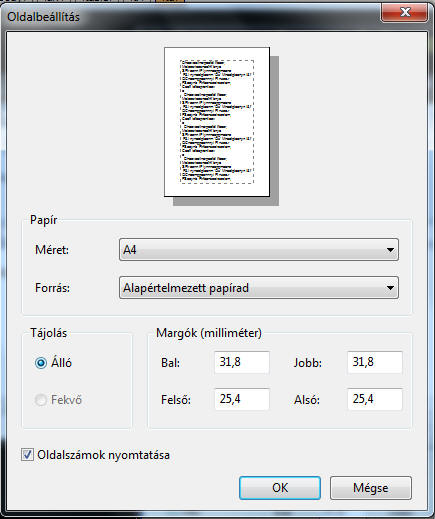 Oldalbeállítás
Papír
Méret: A4
Forrás: Alapértelmezett papírad
Tájolás
Álló
Fekvő
Margók (milliméter)
Bal: 31,8 Jobb: 31,8
Felső: 25,4 Alsó: 25,4
Oldalszámok nyomtatása
OK Mégse